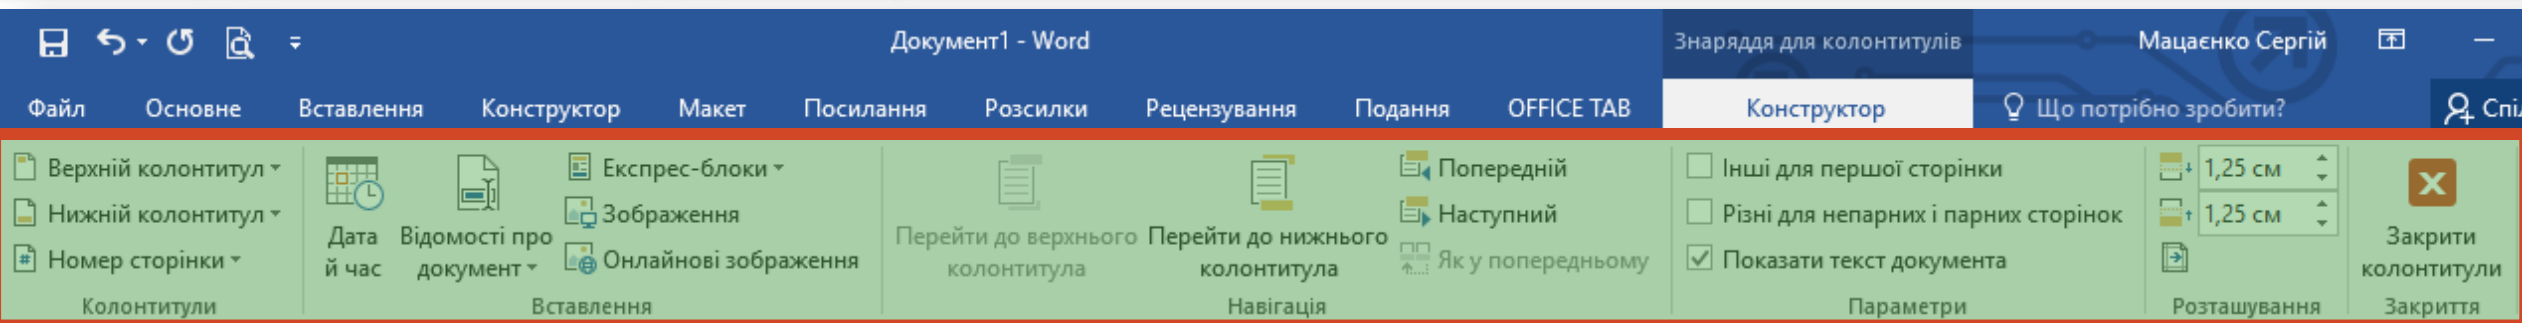 Документ1 - Word
Знаряддя для колонтитулів
Мацаєнко Сергій
Файл Основне Вставлення Конструктор Макет Посилання Розсилки Рецензування Подання OFFICE TAB Конструктор Що потрібно зробити? Спіл
Верхній колонтитул
Нижній колонтитул
Номер сторінки
Колонтитули
Дата
й час
Відомості про
документ
Експрес-блоки
Зображення
Онлайнові зображення
Вставлення
Перейти до верхнього
колонтитула
Перейти до нижнього
колонтитула
Попередній
Наступний
Як у попередньому
Навігація
Інші для першої сторінки
Різні для непарних і парних сторінок
Показати текст документа
Параметри
1,25 см
1,25 см
Розташування
Закрити
колонтитули
Закриття